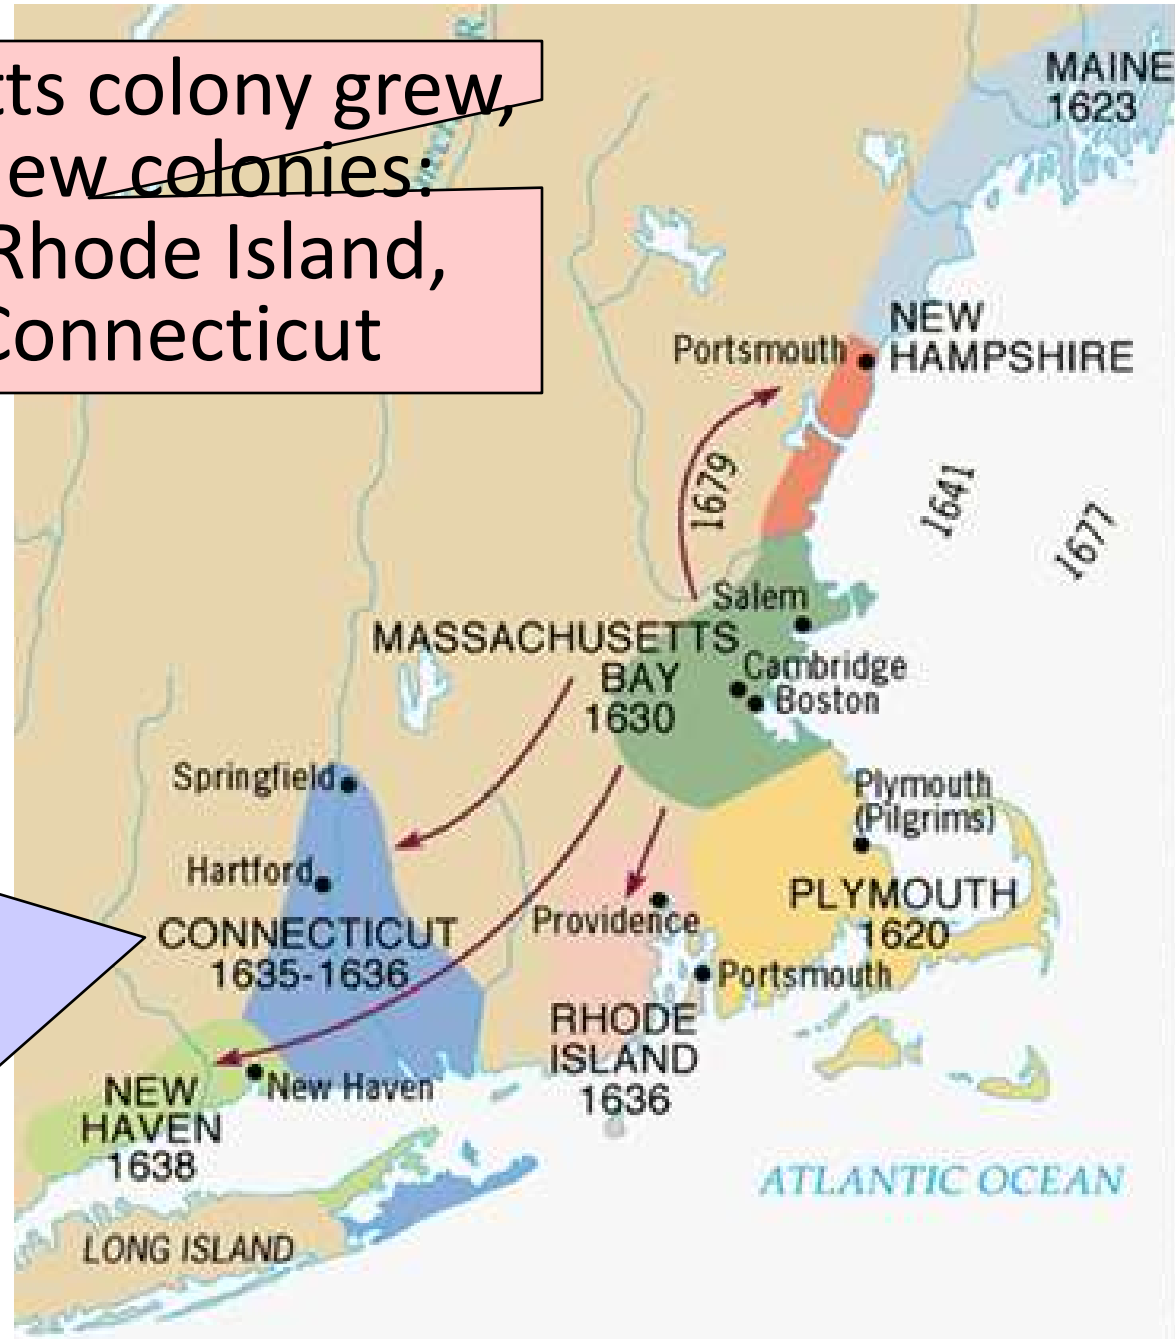 tts colony grew,
ew colonies:
Rhode Island,
Connecticut
R.
MAINE
1623
NEW
HAMPSHIRE
Portsmouth
1679
1641
1677
Salem
MASSACHUSETTS
BAY
1630
Cambridge
Boston
Springfield
Plymouth
(Pilgrims)
Hartford
PLYMOUTH
1620
Providence
CONNECTICUT
1635-1636
Portsmouth
RHODE
ISLAND
1636
New Haven
NEW
HAVEN
1638
ATLANTIC OCEAN
LONG ISLAND